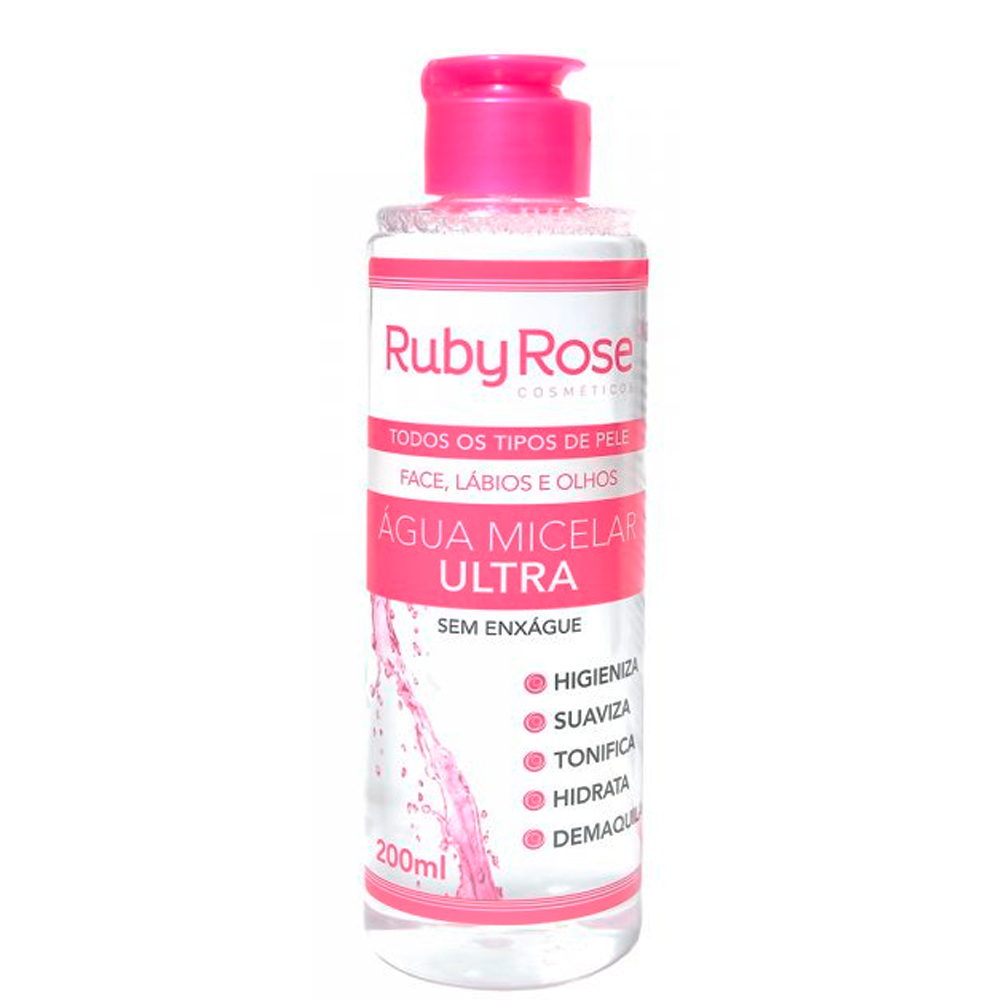 Ruby Rose
COSMÉTICOS
TODOS OS TIPOS DE PELE
FACE, LÁBIOS E OLHOS
ÁGUA MICELAR
ULTRA
SEM ENXÁGUE
HIGIENIZA
SUAVIZA
TONIFICA
HIDRATA
DEMAQUILA
200ml